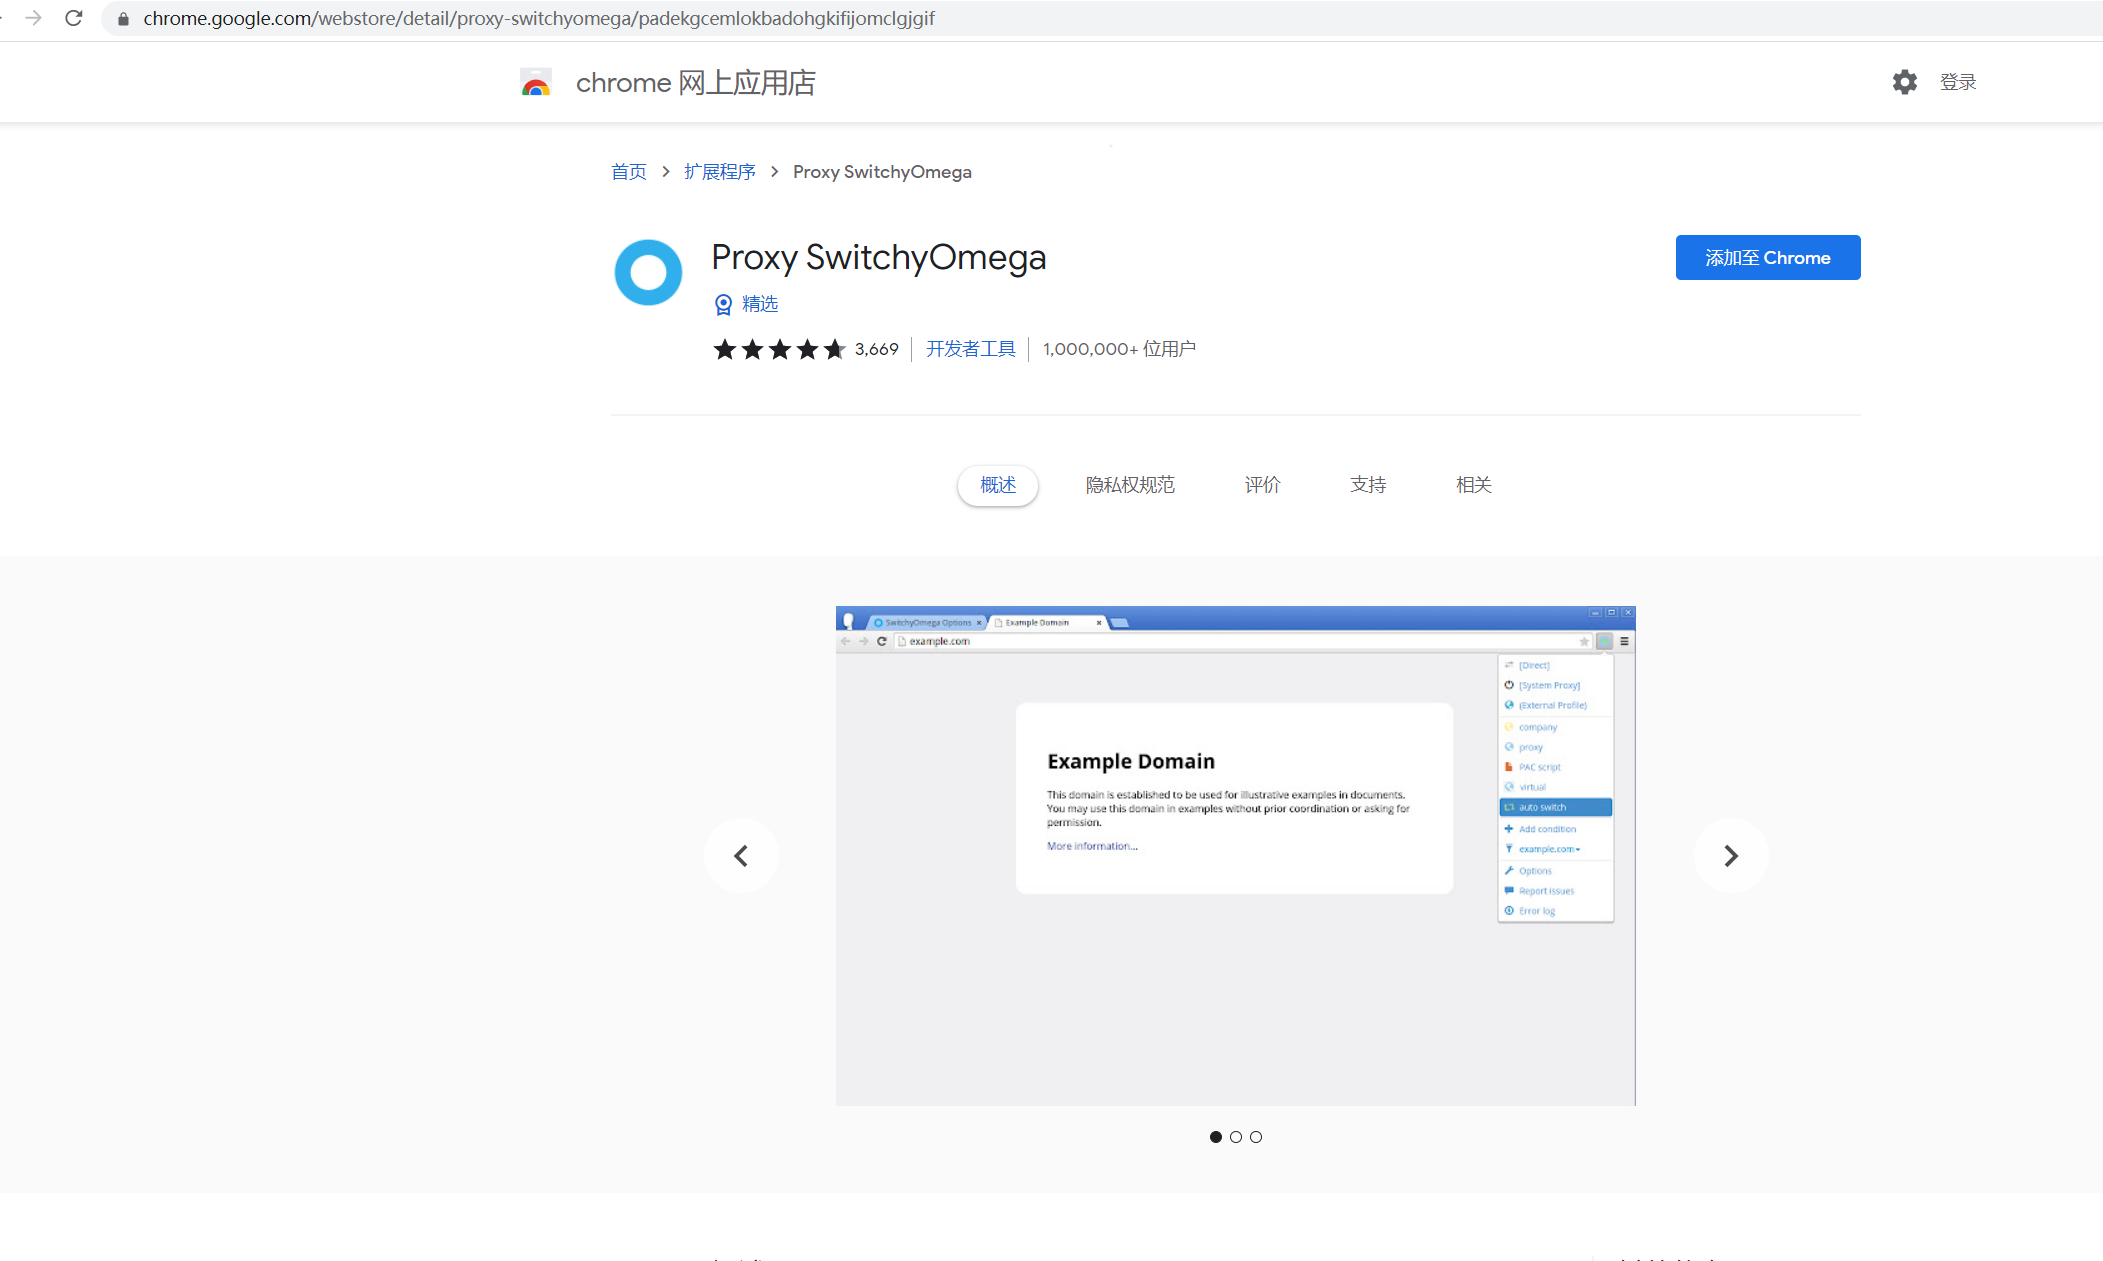 chrome.google.com/webstore/detail/proxy-switchyomega/padekgcemlokbadohgkifijomclgjgif
chrome 网上应用店
登录
首页 > 扩展程序 > Proxy SwitchyOmega
Proxy SwitchyOmega
添加至 Chrome
精选
3,669 开发者工具 1,000,000+ 位用户
概述 隐私权规范 评价 支持 相关
SwitchyOmega Options Example Domain
example.com
[Direct]
[System Proxy]
(External Profile)
company
proxy
PAC script
virtual
auto switch
Add condition
example.com
Options
Report issues
Error log
Example Domain
This domain is established to be used for illustrative examples in documents.
You may use this domain in examples without prior coordination or asking for
permission.
More information...